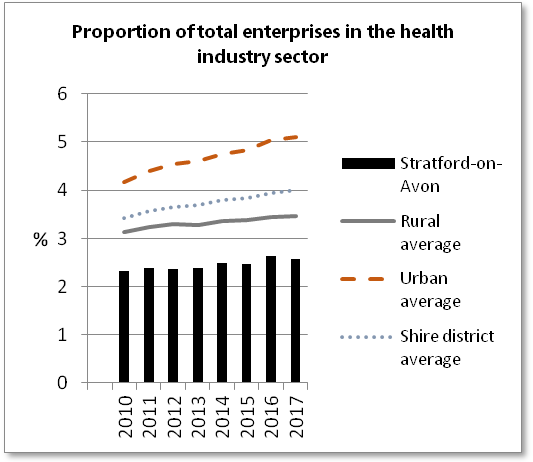 Proportion of total enterprises in the health
industry sector
6
5
4
3
2
1
0
%
2010
2011
2012
2013
2014
2015
2016
2017
Stratford-on-
Avon
Rural
average
Urban
average
Shire district
average